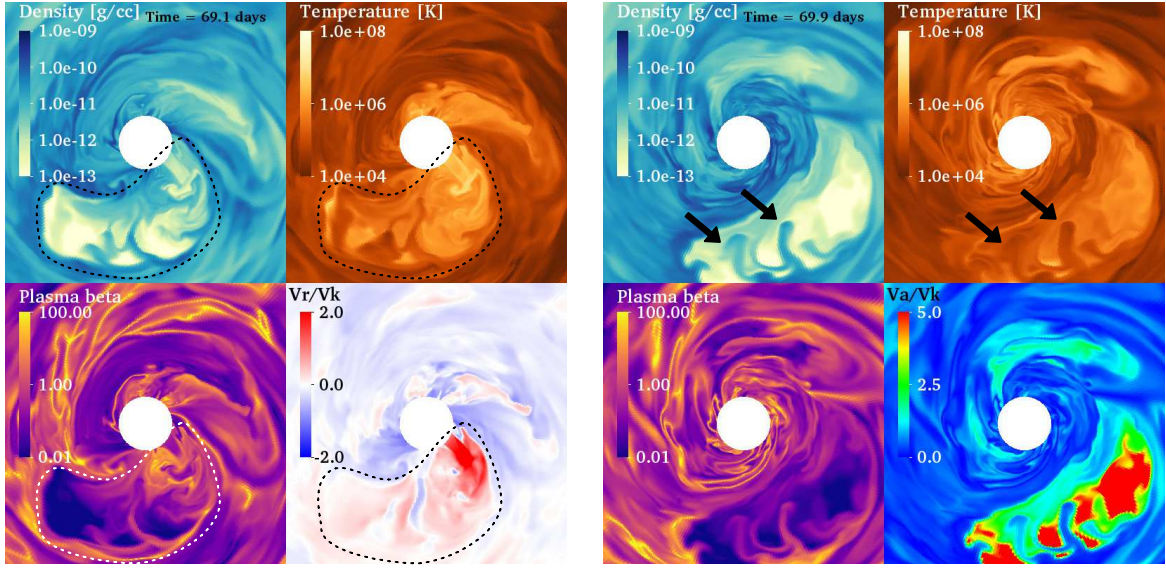 Density [g/cc]
Time = 69.1 days
1.0e-09
1.0e-10
1.0e-11
1.0e-12
1.0e-13
Temperature [K]
1.0e+08
1.0e+06
1.0e+04
Plasma beta
100.00
1.00
0.01
Vr/Vk
2.0
0.0
-2.0
Density [g/cc]
Time = 69.9 days
1.0e-09
1.0e-10
1.0e-11
1.0e-12
1.0e-13
Temperature [K]
1.0e+08
1.0e+06
1.0e+04
Plasma beta
100.00
1.00
0.01
Va/Vk
5.0
2.5
0.0